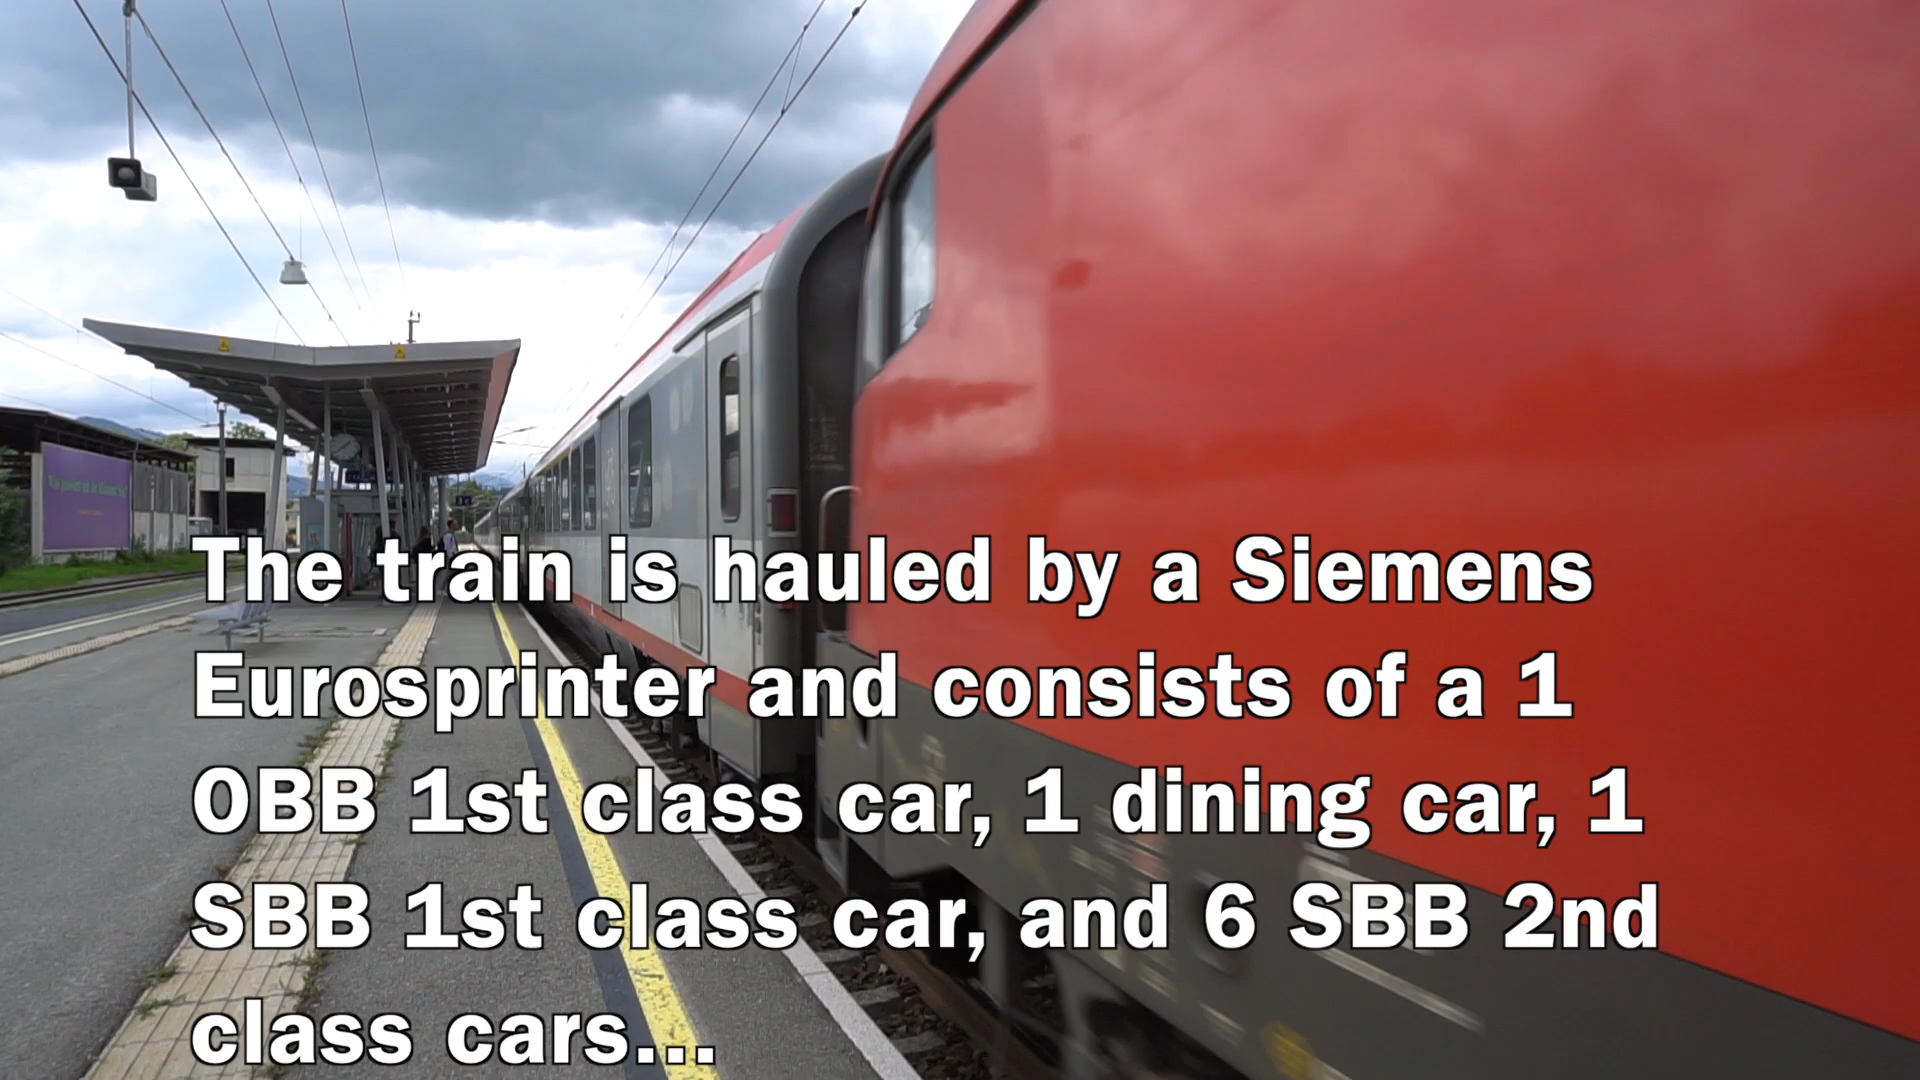 The train is hauled by a Siemens
Eurosprinter and consists of a 1
OBB 1st class car, 1 dining car, 1
SBB 1st class car, and 6 SBB 2nd
class cars...